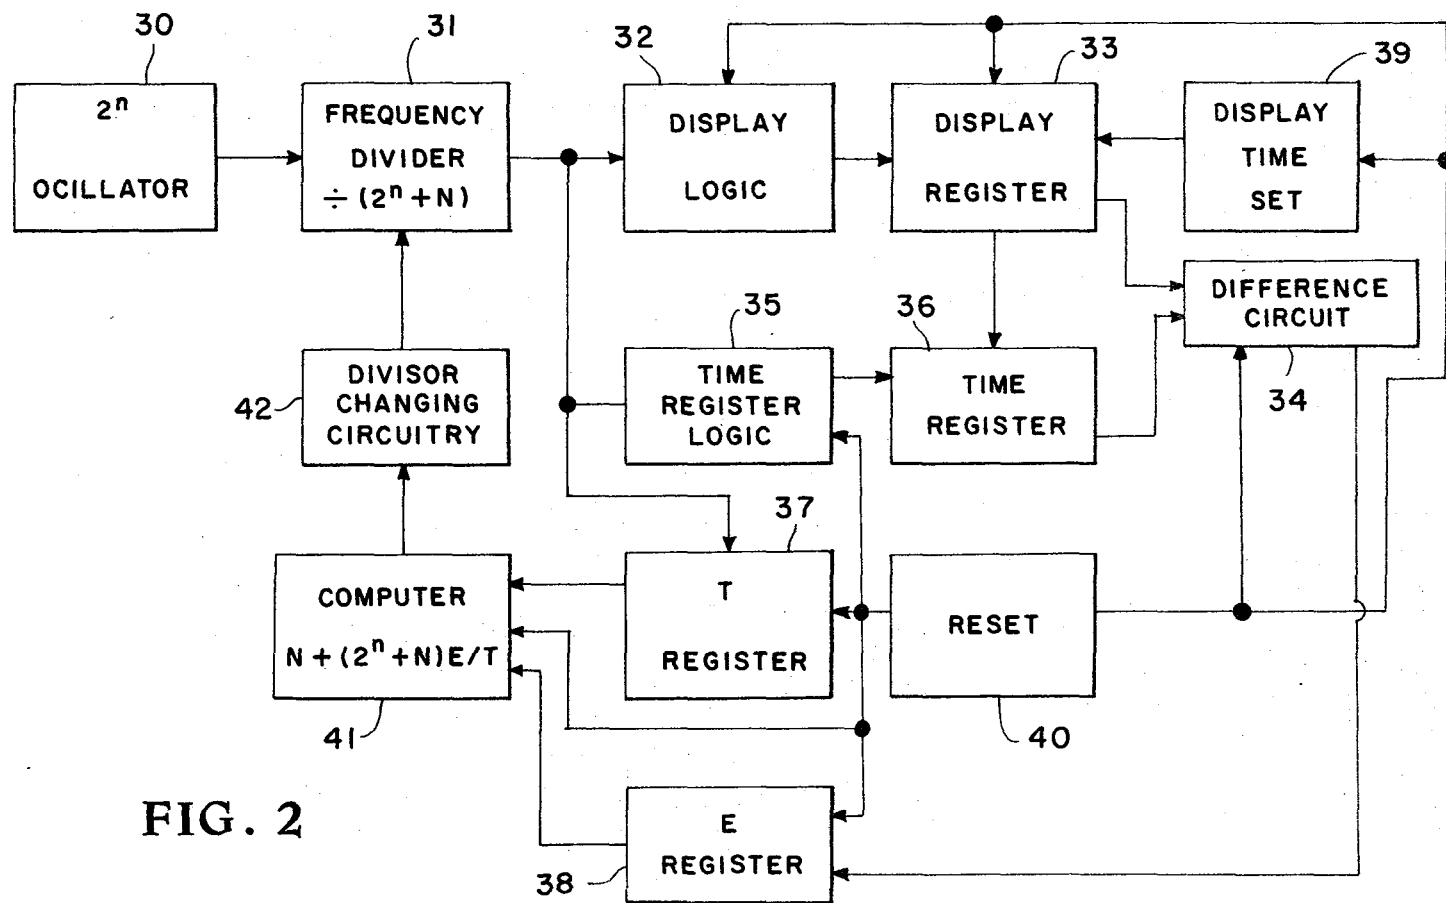 30
2ⁿ
OCILLATOR
31
FREQUENCY
DIVIDER
÷ (2ⁿ + N)
32
DISPLAY
LOGIC
33
DISPLAY
REGISTER
39
DISPLAY
TIME
SET
DIFFERENCE
CIRCUIT
34
35
TIME
REGISTER
LOGIC
36
TIME
REGISTER
42
DIVISOR
CHANGING
CIRCUITRY
37
T
REGISTER
RESET
40
COMPUTER
N + (2ⁿ + N) E/T
41
E
REGISTER
38
FIG. 2